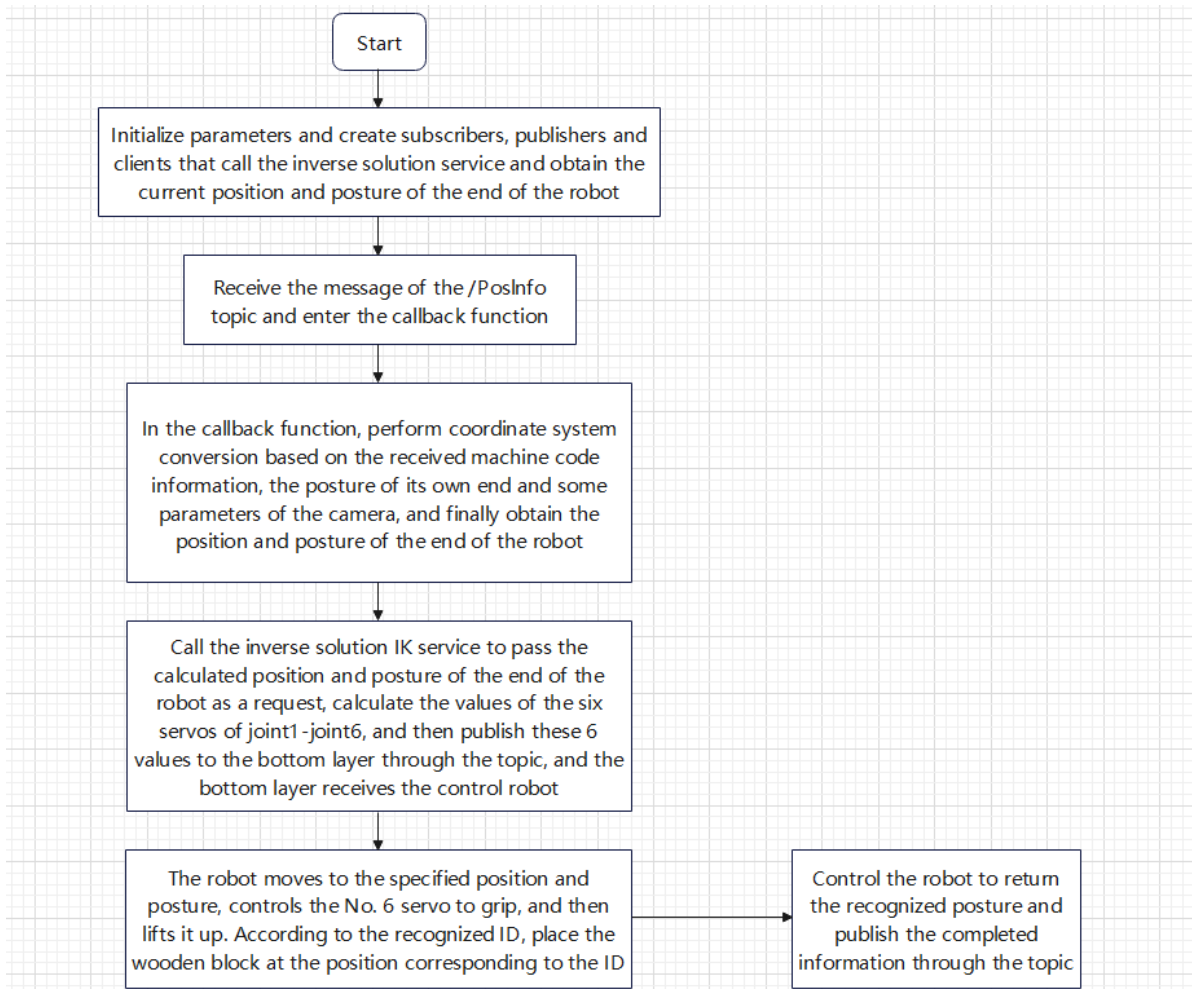 Start
Initialize parameters and create subscribers, publishers and
clients that call the inverse solution service and obtain the
current position and posture of the end of the robot
Receive the message of the /PosInfo
topic and enter the callback function
In the callback function, perform coordinate system
conversion based on the received machine code
information, the posture of its own end and some
parameters of the camera, and finally obtain the
position and posture of the end of the robot
Call the inverse solution IK service to pass the
calculated position and posture of the end of the
robot as a request, calculate the values of the six
servos of joint1-joint6, and then publish these 6
values to the bottom layer through the topic, and the
bottom layer receives the control robot
The robot moves to the specified position and
posture, controls the No. 6 servo to grip, and then
lifts it up. According to the recognized ID, place the
wooden block at the position corresponding to the ID
Control the robot to return
the recognized posture and
publish the completed
information through the topic